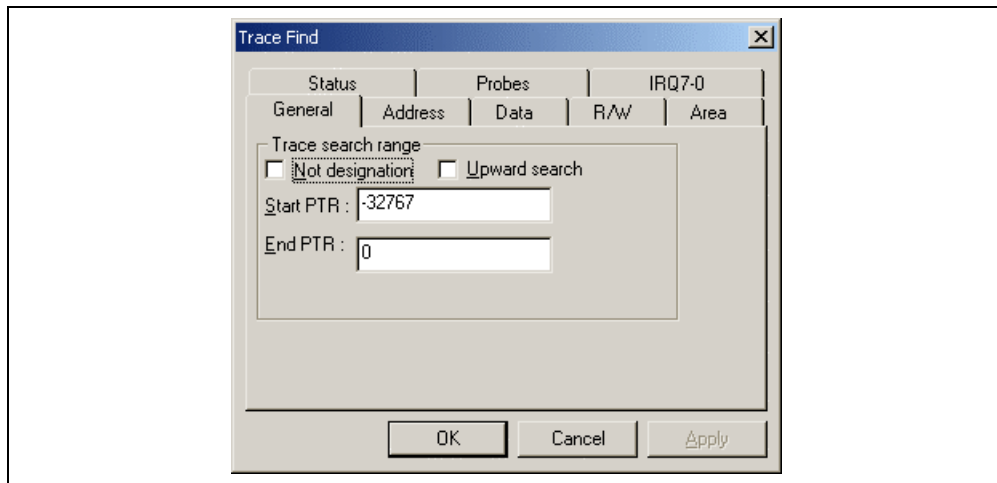 Trace Find
Status Probes IRQ7-0
General Address Data R/W Area
Trace search range
Not designation Upward search
Start PTR : -32767
End PTR : 0
OK Cancel Apply